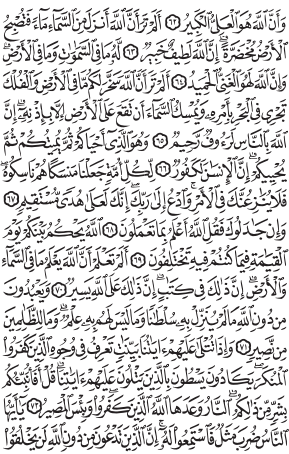 وَأَنَّ ٱللَّهَ هُوَ ٱلْعَلِىُّ ٱلْكَبِيرُ ٦٢ أَلَمْ تَرَ أَنَّ ٱللَّهَ أَنزَلَ مِنَ ٱلسَّمَآءِ مَآءً فَتُصْبِحُ
ٱلْأَرْضُ مُخْضَرَّةً ۗ إِنَّ ٱللَّهَ لَطِيفٌ خَبِيرٌ ٦٣ لَّهُۥ مَا فِى ٱلسَّمَٰوَٰتِ وَمَا فِى ٱلْأَرْضِ ۗ
وَإِنَّ ٱللَّهَ لَهُوَ ٱلْغَنِىُّ ٱلْحَمِيدُ ٦٤ أَلَمْ تَرَ أَنَّ ٱللَّهَ سَخَّرَ لَكُم مَّا فِى ٱلْأَرْضِ وَٱلْفُلْكَ
تَجْرِى فِى ٱلْبَحْرِ بِأَمْرِهِۦ وَيُمْسِكُ ٱلسَّمَآءَ أَن تَقَعَ عَلَى ٱلْأَرْضِ إِلَّا بِإِذْنِهِۦٓ ۗ إِنَّ
ٱللَّهَ بِٱلنَّاسِ لَرَءُوفٌ رَّحِيمٌ ٦٥ وَهُوَ ٱلَّذِىٓ أَحْيَاكُمْ ثُمَّ يُمِيتُكُمْ ثُمَّ
يُحْيِيكُمْ ۗ إِنَّ ٱلْإِنسَٰنَ لَكَفُورٌ ٦٦ لِّكُلِّ أُمَّةٍ جَعَلْنَا مَنسَكًا هُمْ نَاسِكُوهُ ۖ
فَلَا يُنَٰزِعُنَّكَ فِى ٱلْأَمْرِ ۚ وَٱدْعُ إِلَىٰ رَبِّكَ ۖ إِنَّكَ لَعَلَىٰ هُدًى مُّسْتَقِيمٍ ٦٧
وَإِن جَٰدَلُوكَ فَقُلِ ٱللَّهُ أَعْلَمُ بِمَا تَعْمَلُونَ ٦٨ ٱللَّهُ يَحْكُمُ بَيْنَكُمْ يَوْمَ
ٱلْقِيَٰمَةِ فِيمَا كُنتُمْ فِيهِ تَخْتَلِفُونَ ٦٩ أَلَمْ تَعْلَمْ أَنَّ ٱللَّهَ يَعْلَمُ مَا فِى ٱلسَّمَآءِ
وَٱلْأَرْضِ ۗ إِنَّ ذَٰلِكَ فِى كِتَٰبٍ ۚ إِنَّ ذَٰلِكَ عَلَى ٱللَّهِ يَسِيرٌ ٧٠ وَيَعْبُدُونَ
مِن دُونِ ٱللَّهِ مَا لَمْ يُنَزِّلْ بِهِۦ سُلْطَٰنًا وَمَا لَيْسَ لَهُم بِهِۦ عِلْمٌ ۗ وَمَا لِلظَّٰلِمِينَ
مِن نَّصِيرٍ ٧١ وَإِذَا تُتْلَىٰ عَلَيْهِمْ ءَايَٰتُنَا بَيِّنَٰتٍ تَعْرِفُ فِى وُجُوهِ ٱلَّذِينَ كَفَرُوا۟
ٱلْمُنكَرَ ۖ يَكَادُونَ يَسْطُونَ بِٱلَّذِينَ يَتْلُونَ عَلَيْهِمْ ءَايَٰتِنَا ۗ قُلْ أَفَأُنَبِّئُكُم
بِشَرٍّ مِّن ذَٰلِكُمُ ۗ ٱلنَّارُ وَعَدَهَا ٱللَّهُ ٱلَّذِينَ كَفَرُوا۟ ۖ وَبِئْسَ ٱلْمَصِيرُ ٧٢ يَٰٓأَيُّهَا
ٱلنَّاسُ ضُرِبَ مَثَلٌ فَٱسْتَمِعُوا۟ لَهُۥٓ ۚ إِنَّ ٱلَّذِينَ تَدْعُونَ مِن دُونِ ٱللَّهِ لَن يَخْلُقُوا۟